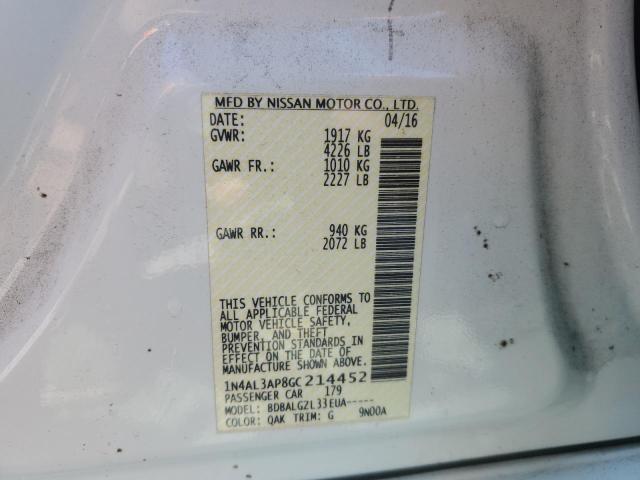 MFD BY NISSAN MOTOR CO., LTD.
DATE: 04/16
GVWR: 1917 KG
4226 LB
GAWR FR.: 1010 KG
2227 LB
GAWR RR.: 940 KG
2072 LB
THIS VEHICLE CONFORMS TO
ALL APPLICABLE FEDERAL
MOTOR VEHICLE SAFETY,
BUMPER, AND THEFT
PREVENTION STANDARDS IN
EFFECT ON THE DATE OF
MANUFACTURE SHOWN ABOVE.
1N4AL3AP8GC214452
PASSENGER CAR 179
MODEL: BDBALGZL33EUA-----
COLOR: QAK TRIM: G 9N00A